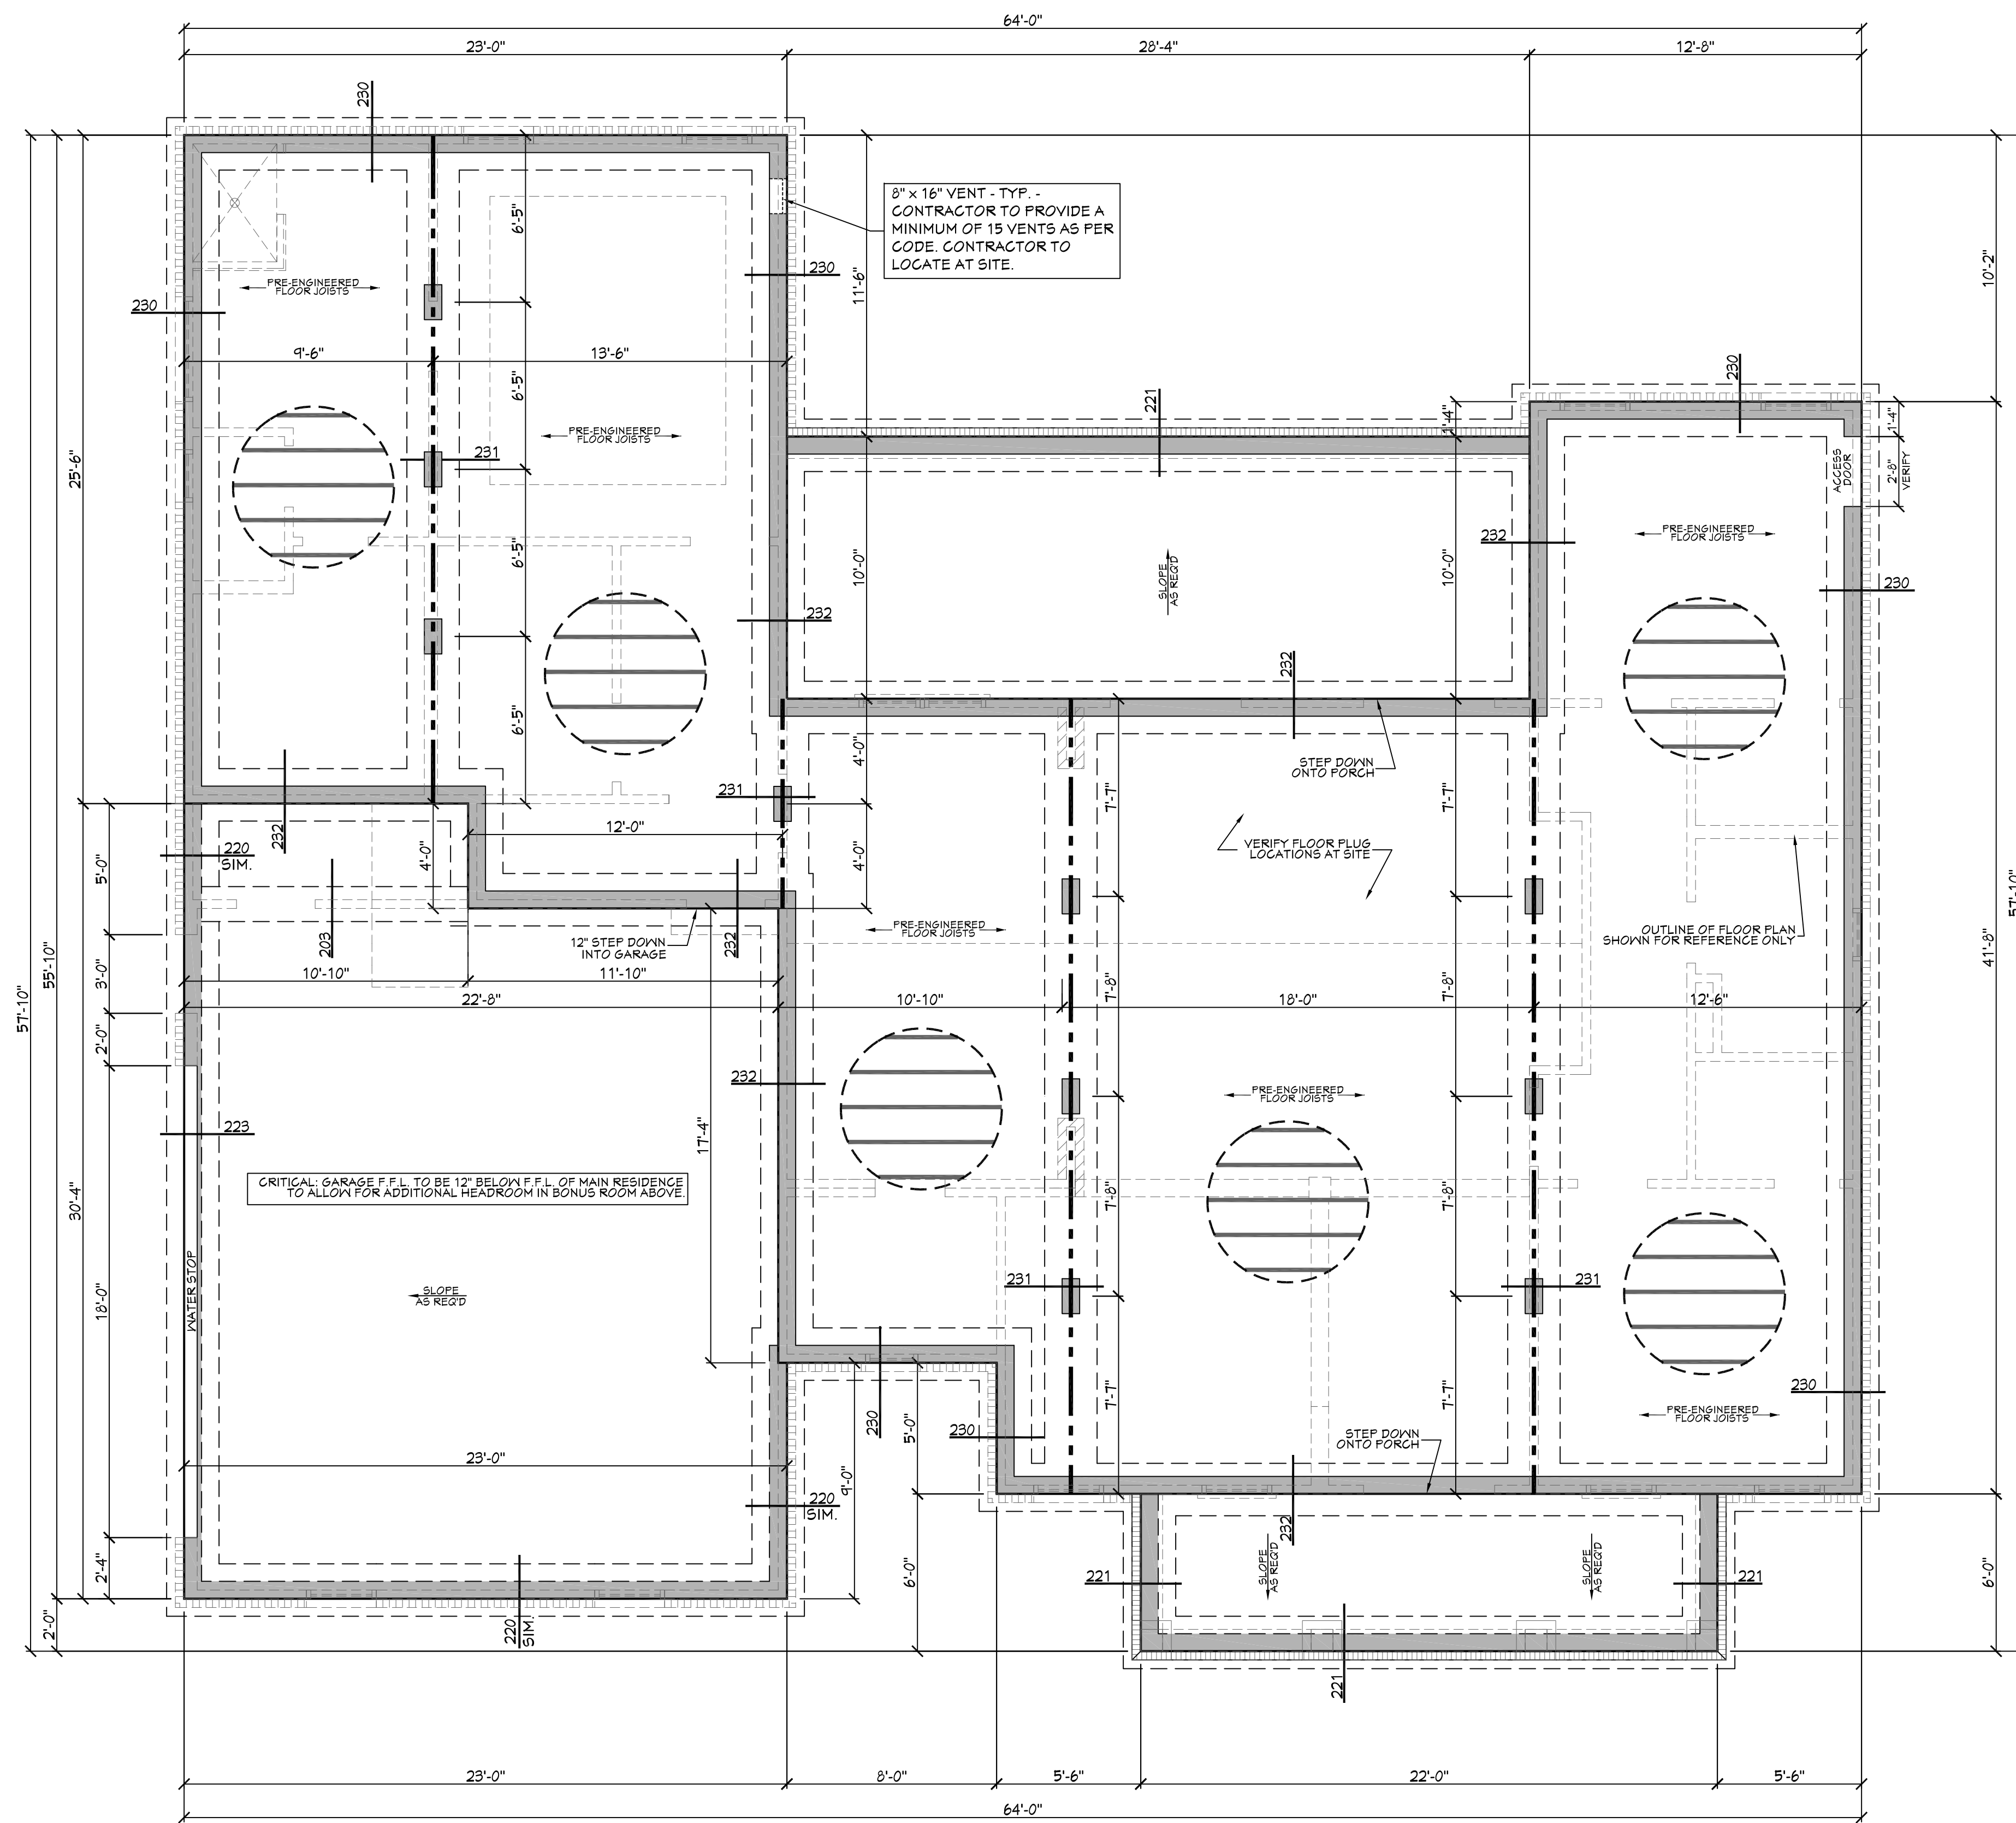 64'-0"
23'-0"
28'-4"
12'-8"
230
8" x 16" VENT - TYP. -
CONTRACTOR TO PROVIDE A
MINIMUM OF 15 VENTS AS PER
CODE. CONTRACTOR TO
LOCATE AT SITE.
6'-5"
10'-2"
PRE-ENGINEERED
FLOOR JOISTS
230
11'-6"
230
9'-6"
13'-6"
6'-5"
230
221
1'-4"
1'-4"
PRE-ENGINEERED
FLOOR JOISTS
231
25'-6"
ACCESS
DOOR
2'-8"
VERIFY
6'-5"
10'-0"
10'-0"
232
PRE-ENGINEERED
FLOOR JOISTS
SLOPE
AS REQ'D
230
232
232
6'-5"
4'-0"
STEP DOWN
ONTO PORCH
231
7'-7"
7'-7"
12'-0"
232
4'-0"
4'-0"
220
SIM.
5'-0"
VERIFY FLOOR PLUG
LOCATIONS AT SITE
57'-10"
203
12" STEP DOWN
INTO GARAGE
232
PRE-ENGINEERED
FLOOR JOISTS
OUTLINE OF FLOOR PLAN
SHOWN FOR REFERENCE ONLY
55'-10"
41'-8"
3'-0"
10'-10"
11'-10"
7'-8"
7'-8"
57'-10"
22'-8"
10'-10"
18'-0"
12'-6"
2'-0"
232
PRE-ENGINEERED
FLOOR JOISTS
223
17'-4"
CRITICAL: GARAGE F.F.L. TO BE 12" BELOW F.F.L. OF MAIN RESIDENCE
TO ALLOW FOR ADDITIONAL HEADROOM IN BONUS ROOM ABOVE.
30'-4"
7'-8"
7'-8"
WATER STOP
18'-0"
SLOPE
AS REQ'D
231
231
7'-7"
7'-7"
230
PRE-ENGINEERED
FLOOR JOISTS
230
5'-0"
230
STEP DOWN
ONTO PORCH
23'-0"
9'-0"
220
SIM.
232
2'-4"
6'-0"
221
SLOPE
AS REQ'D
SLOPE
AS REQ'D
221
6'-0"
2'-0"
220
SIM.
221
23'-0"
8'-0"
5'-6"
22'-0"
5'-6"
64'-0"